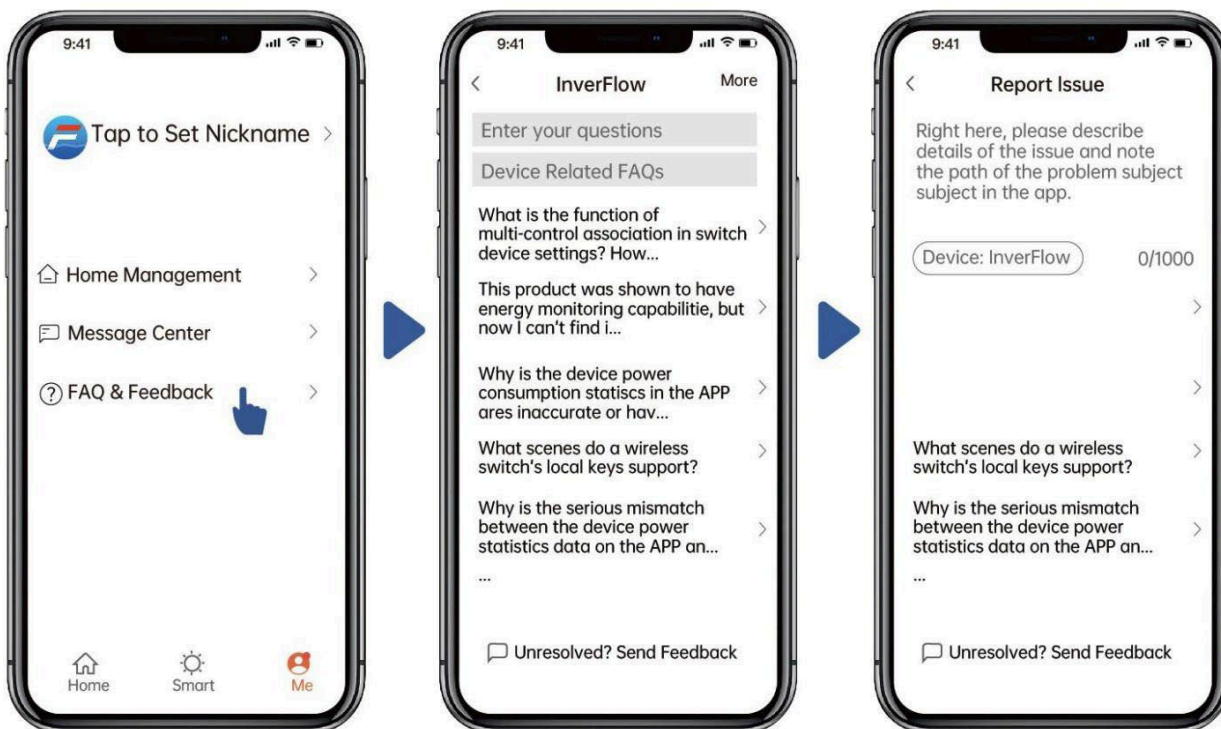 9:41
Tap to Set Nickname
Home Management
Message Center
FAQ & Feedback
Home
Smart
Me
9:41
InverFlow
More
Enter your questions
Device Related FAQs
What is the function of
multi-control association in switch
device settings? How...
This product was shown to have
energy monitoring capabilitie, but
now I can't find i...
Why is the device power
consumption statiscs in the APP
ares inaccurate or hav...
What scenes do a wireless
switch's local keys support?
Why is the serious mismatch
between the device power
statistics data on the APP an...
...
Unresolved? Send Feedback
9:41
Report Issue
Right here, please describe
details of the issue and note
the path of the problem subject
subject in the app.
Device: InverFlow
0/1000
What scenes do a wireless
switch's local keys support?
Why is the serious mismatch
between the device power
statistics data on the APP an...
...
Unresolved? Send Feedback